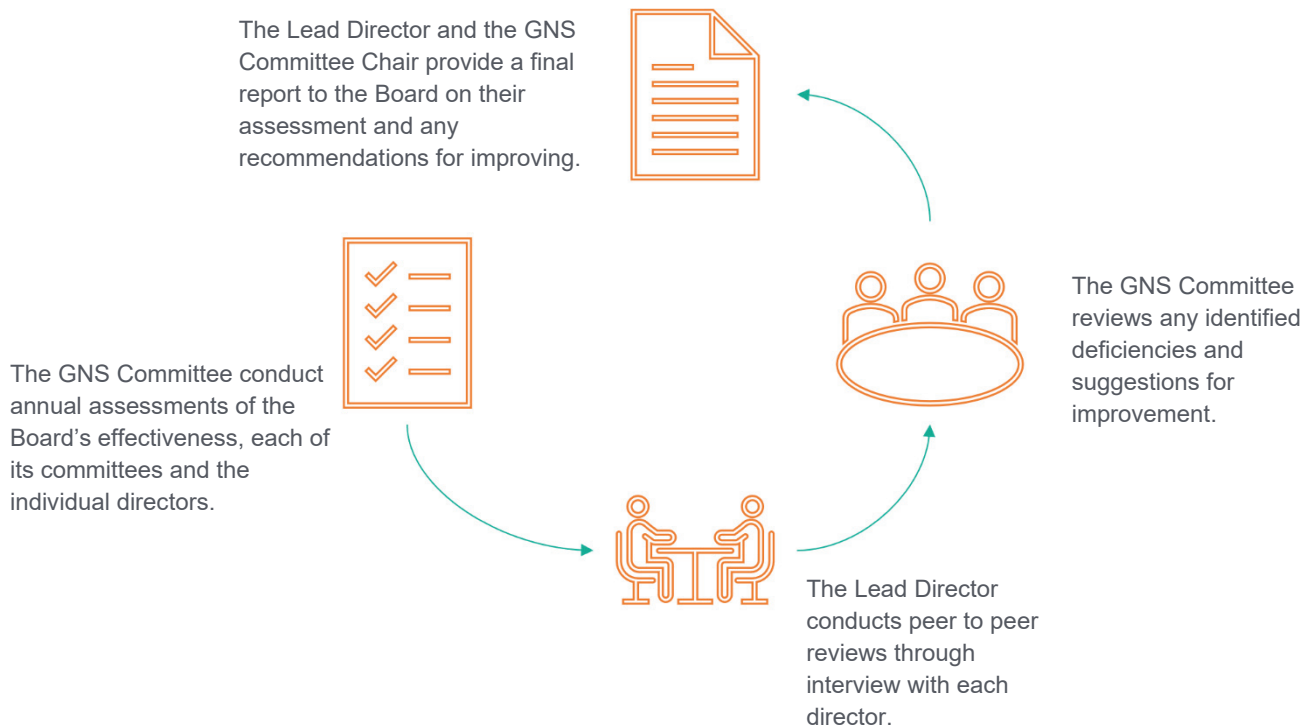 The Lead Director and the GNS
Committee Chair provide a final
report to the Board on their
assessment and any
recommendations for improving.
The GNS Committee conduct
annual assessments of the
Board's effectiveness, each of
its committees and the
individual directors.
The GNS Committee
reviews any identified
deficiencies and
suggestions for
improvement.
The Lead Director
conducts peer to peer
reviews through
interview with each
director.